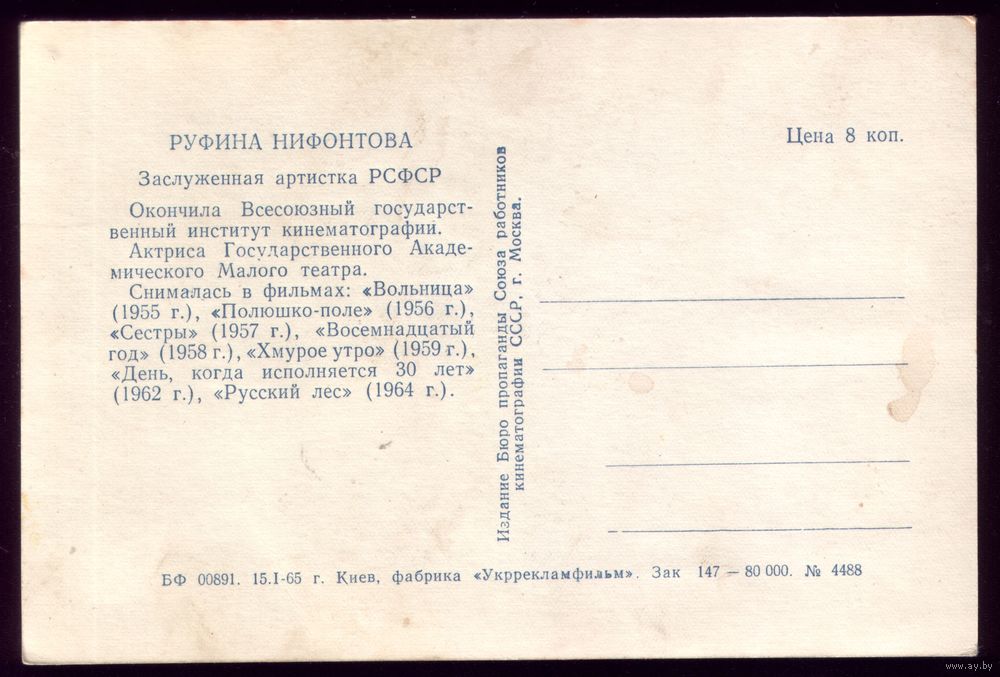 РУФИНА НИФОНТОВА
Заслуженная артистка РСФСР
Окончила Всесоюзный государст-
венный институт кинематографии.
Актриса Государственного Акаде-
мического Малого театра.
Снималась в фильмах: «Вольница»
(1955 г.), «Полюшко-поле» (1956 г.),
«Сестры» (1957 г.), «Восемнадцатый
год» (1958 г.), «Хмурое утро» (1959 г.),
«День, когда исполняется 30 лет»
(1962 г.), «Русский лес» (1964 г.).
Издание Бюро пропаганды Союза работников
кинематографии СССР, г. Москва.
Цена 8 коп.
БФ 00891. 15.I-65 г. Киев, фабрика «Укррекламфильм». Зак 147 — 80 000. № 4488
www.ay.by